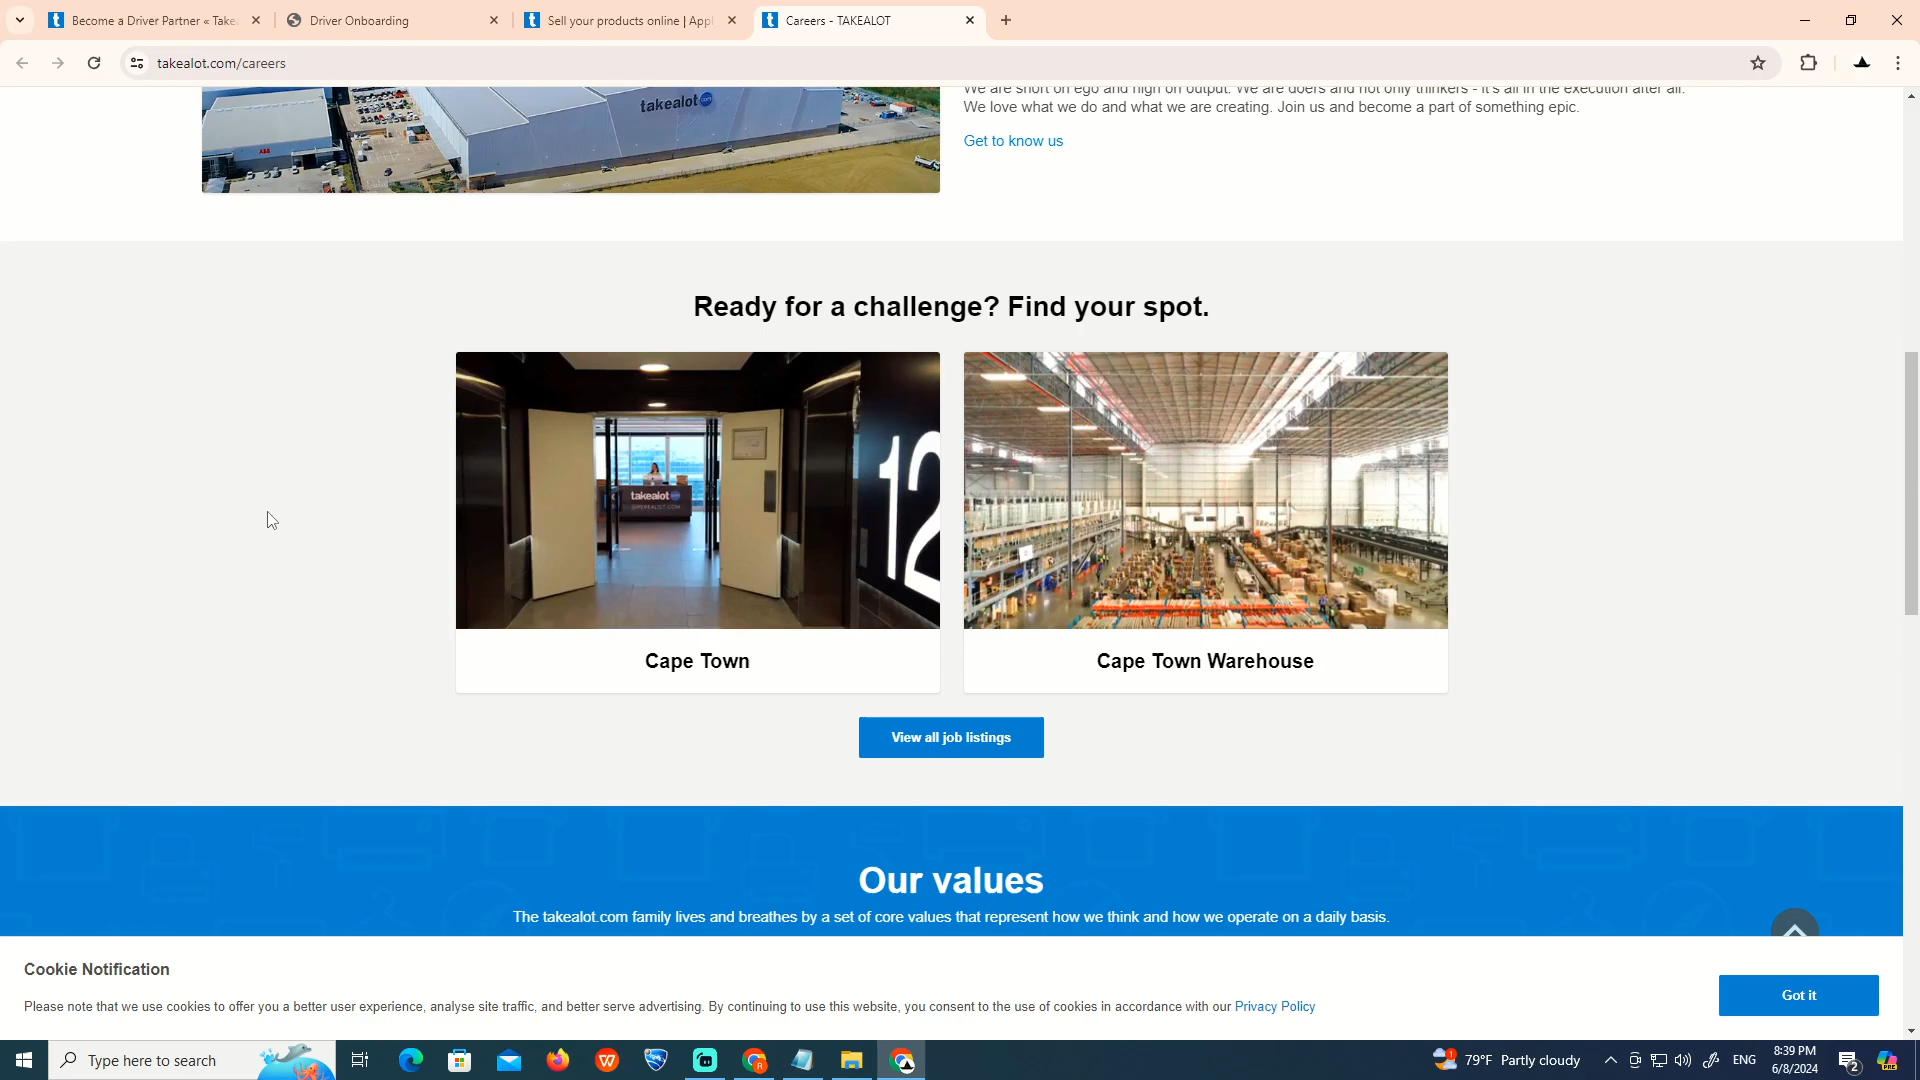 Become a Driver Partner « Take
Driver Onboarding
Sell your products online | Appl
Careers - TAKEALOT
takealot.com/careers
takealot.com
ABB
We are short on ego and high on output. We are doers and not only thinkers - it's all in the execution after all.
We love what we do and what we are creating. Join us and become a part of something epic.
Get to know us
Ready for a challenge? Find your spot.
takealot.com
12
Cape Town
Cape Town Warehouse
View all job listings
Our values
The takealot.com family lives and breathes by a set of core values that represent how we think and how we operate on a daily basis.
Cookie Notification
Please note that we use cookies to offer you a better user experience, analyse site traffic, and better serve advertising. By continuing to use this website, you consent to the use of cookies in accordance with our Privacy Policy
Got it
Type here to search
79°F Partly cloudy
ENG
8:39 PM
6/8/2024
2